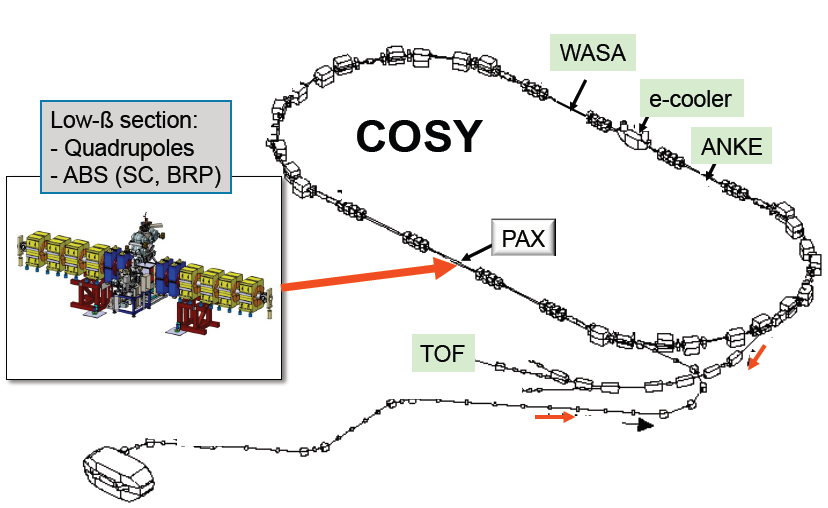 WASA
e-cooler
Low-ß section:
- Quadrupoles
- ABS (SC, BRP)
COSY
ANKE
PAX
TOF